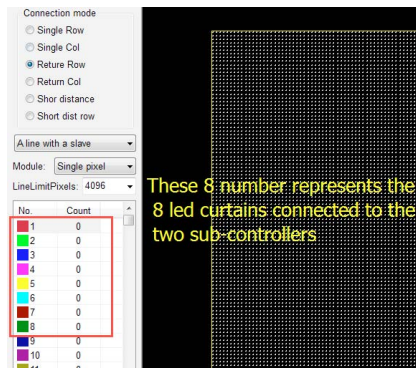 Connection mode
Single Row
Single Col
Reture Row
Return Col
Shor distance
Short dist row
A line with a slave
Module: Single pixel
LineLimitPixels: 4096
No. Count
1 0
2 0
3 0
4 0
5 0
6 0
7 0
8 0
9 0
10 0
11 0
These 8 number represents the
8 led curtains connected to the
two sub-controllers